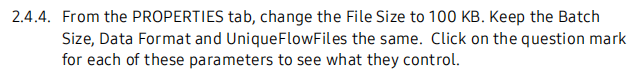 2.4.4. From the PROPERTIES tab, change the File Size to 100 KB. Keep the Batch
Size, Data Format and UniqueFlowFiles the same.  Click on the question mark
for each of these parameters to see what they control.